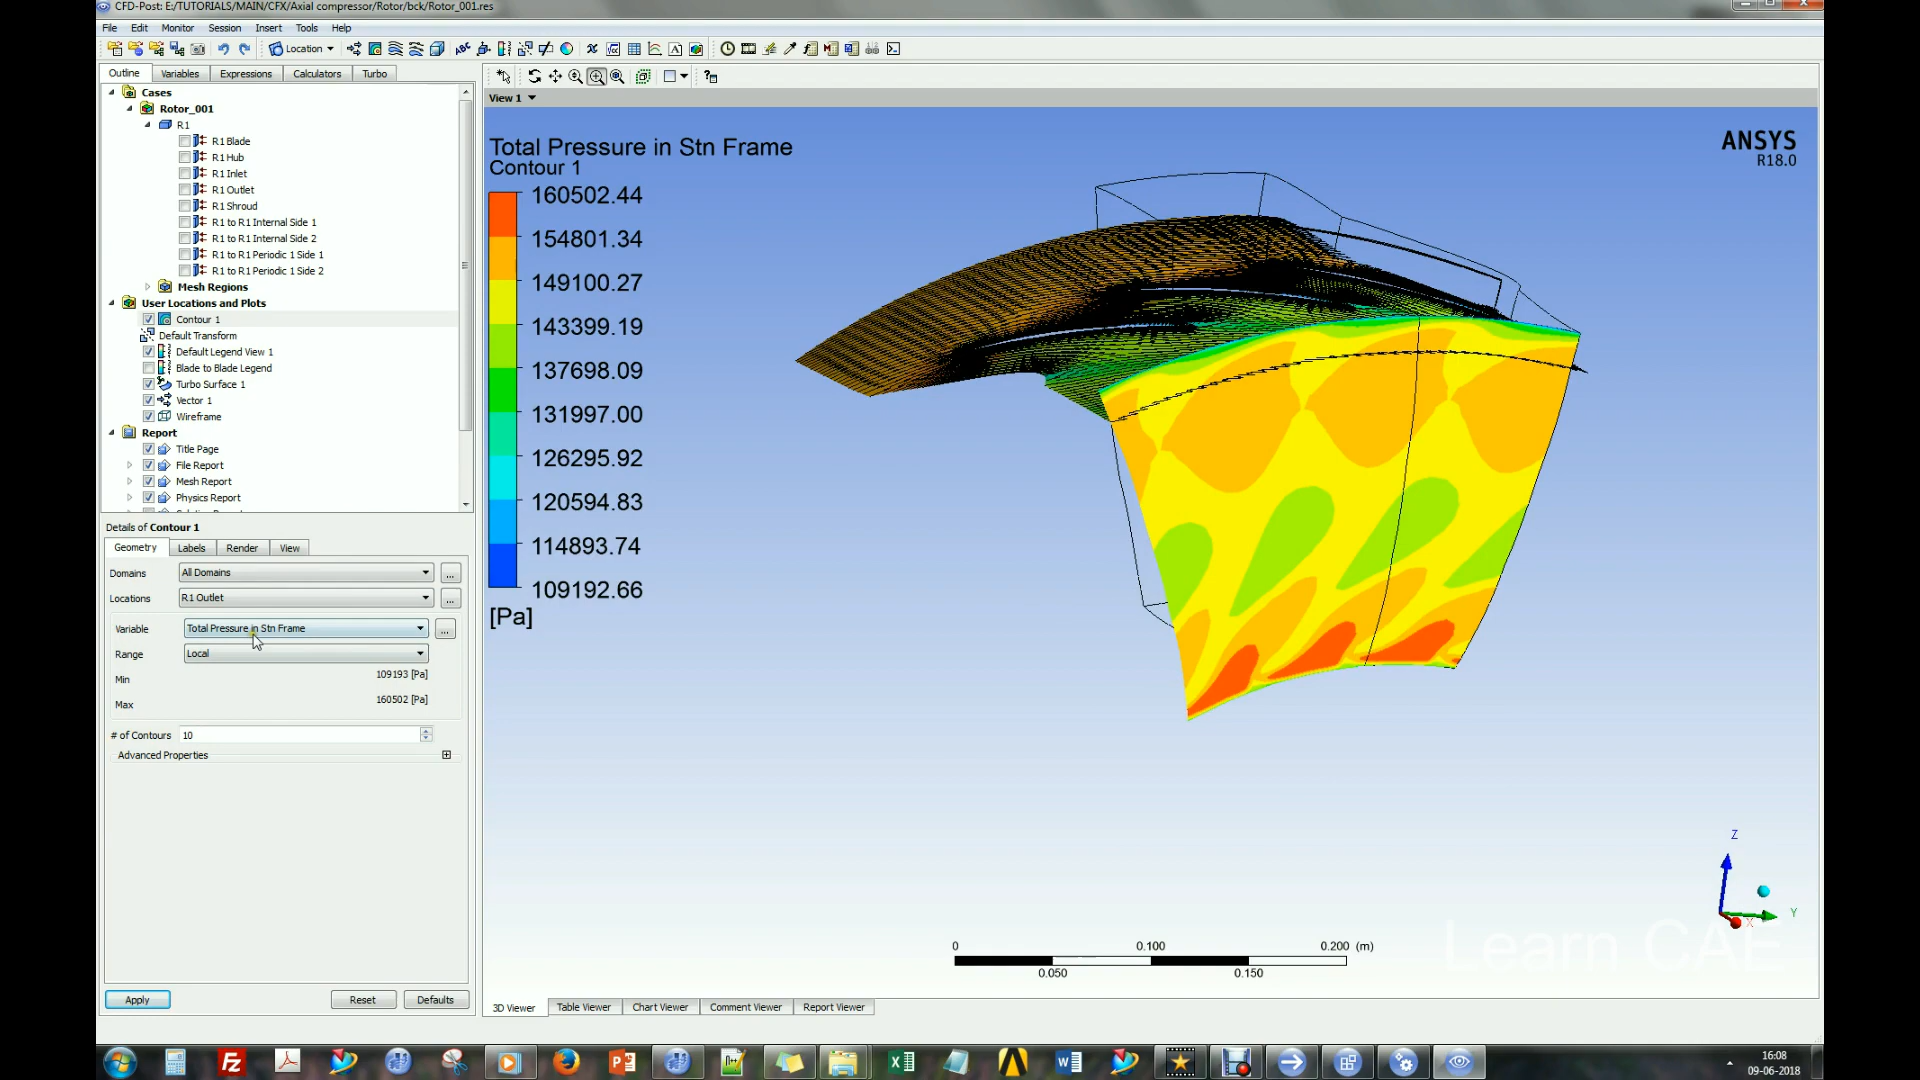 CFD-Post: E:/TUTORIALS/MAIN/CFX/Axial compressor/Rotor/bck/Rotor_001.res
File Edit Monitor Session Insert Tools Help
Location
Outline Variables Expressions Calculators Turbo
Cases
Rotor_001
R1
R1 Blade
R1 Hub
R1 Inlet
R1 Outlet
R1 Shroud
R1 to R1 Internal Side 1
R1 to R1 Internal Side 2
R1 to R1 Periodic 1 Side 1
R1 to R1 Periodic 1 Side 2
Mesh Regions
User Locations and Plots
Contour 1
Default Transform
Default Legend View 1
Blade to Blade Legend
Turbo Surface 1
Vector 1
Wireframe
Report
Title Page
File Report
Mesh Report
Physics Report
Details of Contour 1
Geometry Labels Render View
Domains All Domains ...
Locations R1 Outlet ...
Variable Total Pressure in Stn Frame ...
Range Local
Min 109193 [Pa]
Max 160502 [Pa]
# of Contours 10
Advanced Properties
Apply Reset Defaults
View 1
Total Pressure in Stn Frame
Contour 1
160502.44
154801.34
149100.27
143399.19
137698.09
131997.00
126295.92
120594.83
114893.74
109192.66
[Pa]
ANSYS
R18.0
Z
Y
X
Learn CAE
0 0.100 0.200 (m)
0.050 0.150
3D Viewer Table Viewer Chart Viewer Comment Viewer Report Viewer
16:08
09-06-2018